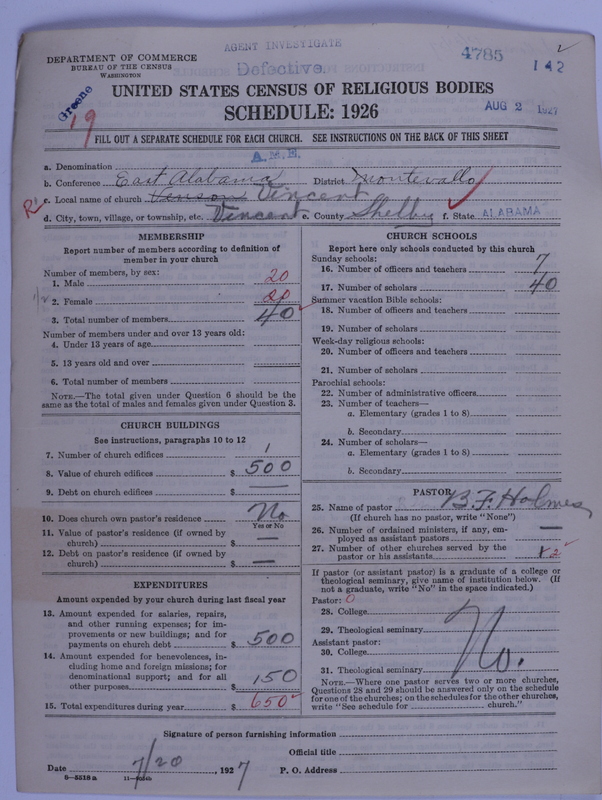 AGENT INVESTIGATE
4785
142
DEPARTMENT OF COMMERCE
BUREAU OF THE CENSUS
WASHINGTON
Defective.
UNITED STATES CENSUS OF RELIGIOUS BODIES
SCHEDULE: 1926
AUG 2 1927
Greene
19
FILL OUT A SEPARATE SCHEDULE FOR EACH CHURCH. SEE INSTRUCTIONS ON THE BACK OF THIS SHEET
a. Denomination A.M.E.
b. Conference East Alabama District Montevallo
c. Local name of church Vincent
d. City, town, village, or township, etc. Vincent e. County Shelby f. State ALABAMA
MEMBERSHIP
Report number of members according to definition of
member in your church
Number of members, by sex:
1. Male 20
2. Female 20
3. Total number of members 40
Number of members under and over 13 years old:
4. Under 13 years of age
5. 13 years old and over
6. Total number of members
NOTE.—The total given under Question 6 should be
same as the total of males and females given under Question 3.
CHURCH BUILDINGS
See instructions, paragraphs 10 to 12
7. Number of church edifices 1
8. Value of church edifices $ 500
9. Debt on church edifices $ —
10. Does church own pastor's residence No
Yes or No
11. Value of pastor's residence (if owned by
church) $ —
12. Debt on pastor's residence (if owned by
church) $ —
EXPENDITURES
Amount expended by your church during last fiscal year
13. Amount expended for salaries, repairs,
and other running expenses; for im-
provements or new buildings; and for
payments on church debt $ 500
14. Amount expended for benevolences, in-
cluding home and foreign missions; for
denominational support; and for all
other purposes $ 150
15. Total expenditures during year $ 650
CHURCH SCHOOLS
Report here only schools conducted by this church
Sunday schools:
16. Number of officers and teachers 7
17. Number of scholars 40
Summer vacation Bible schools:
18. Number of officers and teachers
19. Number of scholars
Week-day religious schools:
20. Number of officers and teachers
21. Number of scholars
Parochial schools:
22. Number of administrative officers
23. Number of teachers—
a. Elementary (grades 1 to 8)
b. Secondary
24. Number of scholars—
a. Elementary (grades 1 to 8)
b. Secondary $
PASTOR
25. Name of pastor B. F. Holmes
(If church has no pastor, write "None")
26. Number of ordained ministers, if any, em-
ployed as assistant pastors —
27. Number of other churches served by the
pastor or his assistants 2
If pastor (or assistant pastor) is a graduate of a college or
theological seminary, give name of institution below. (If
not a graduate, write "No" in the space indicated.)
Pastor: 0
28. College
29. Theological seminary
Assistant pastor:
30. College No.
31. Theological seminary
NOTE.—Where one pastor serves two or more churches,
Questions 28 and 29 should be answered only on the schedule
for one of the churches; on the schedules for the other churches,
write "See schedule for church."
Signature of person furnishing information
Official title
Date 7/20, 1927 P. O. Address